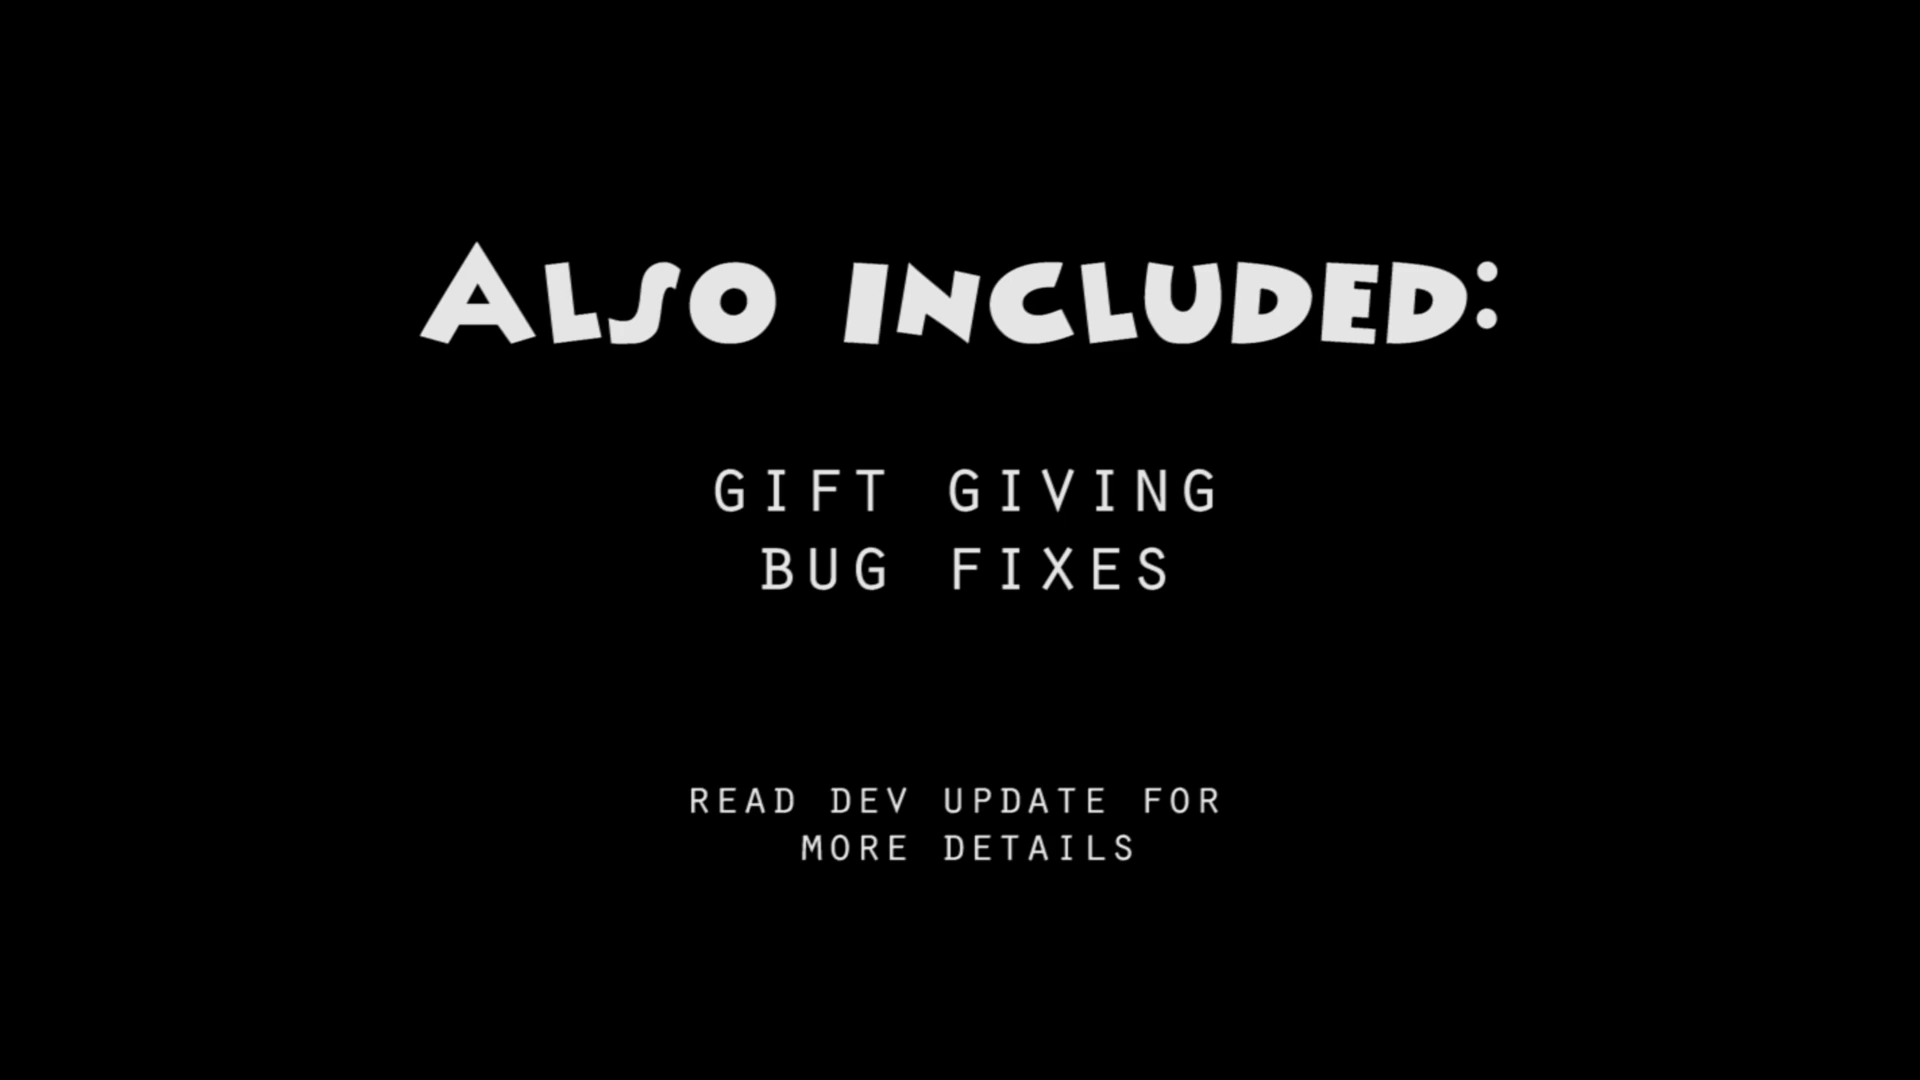 ALSO INCLUDED:
GIFT GIVING
BUG FIXES
READ DEV UPDATE FOR
MORE DETAILS